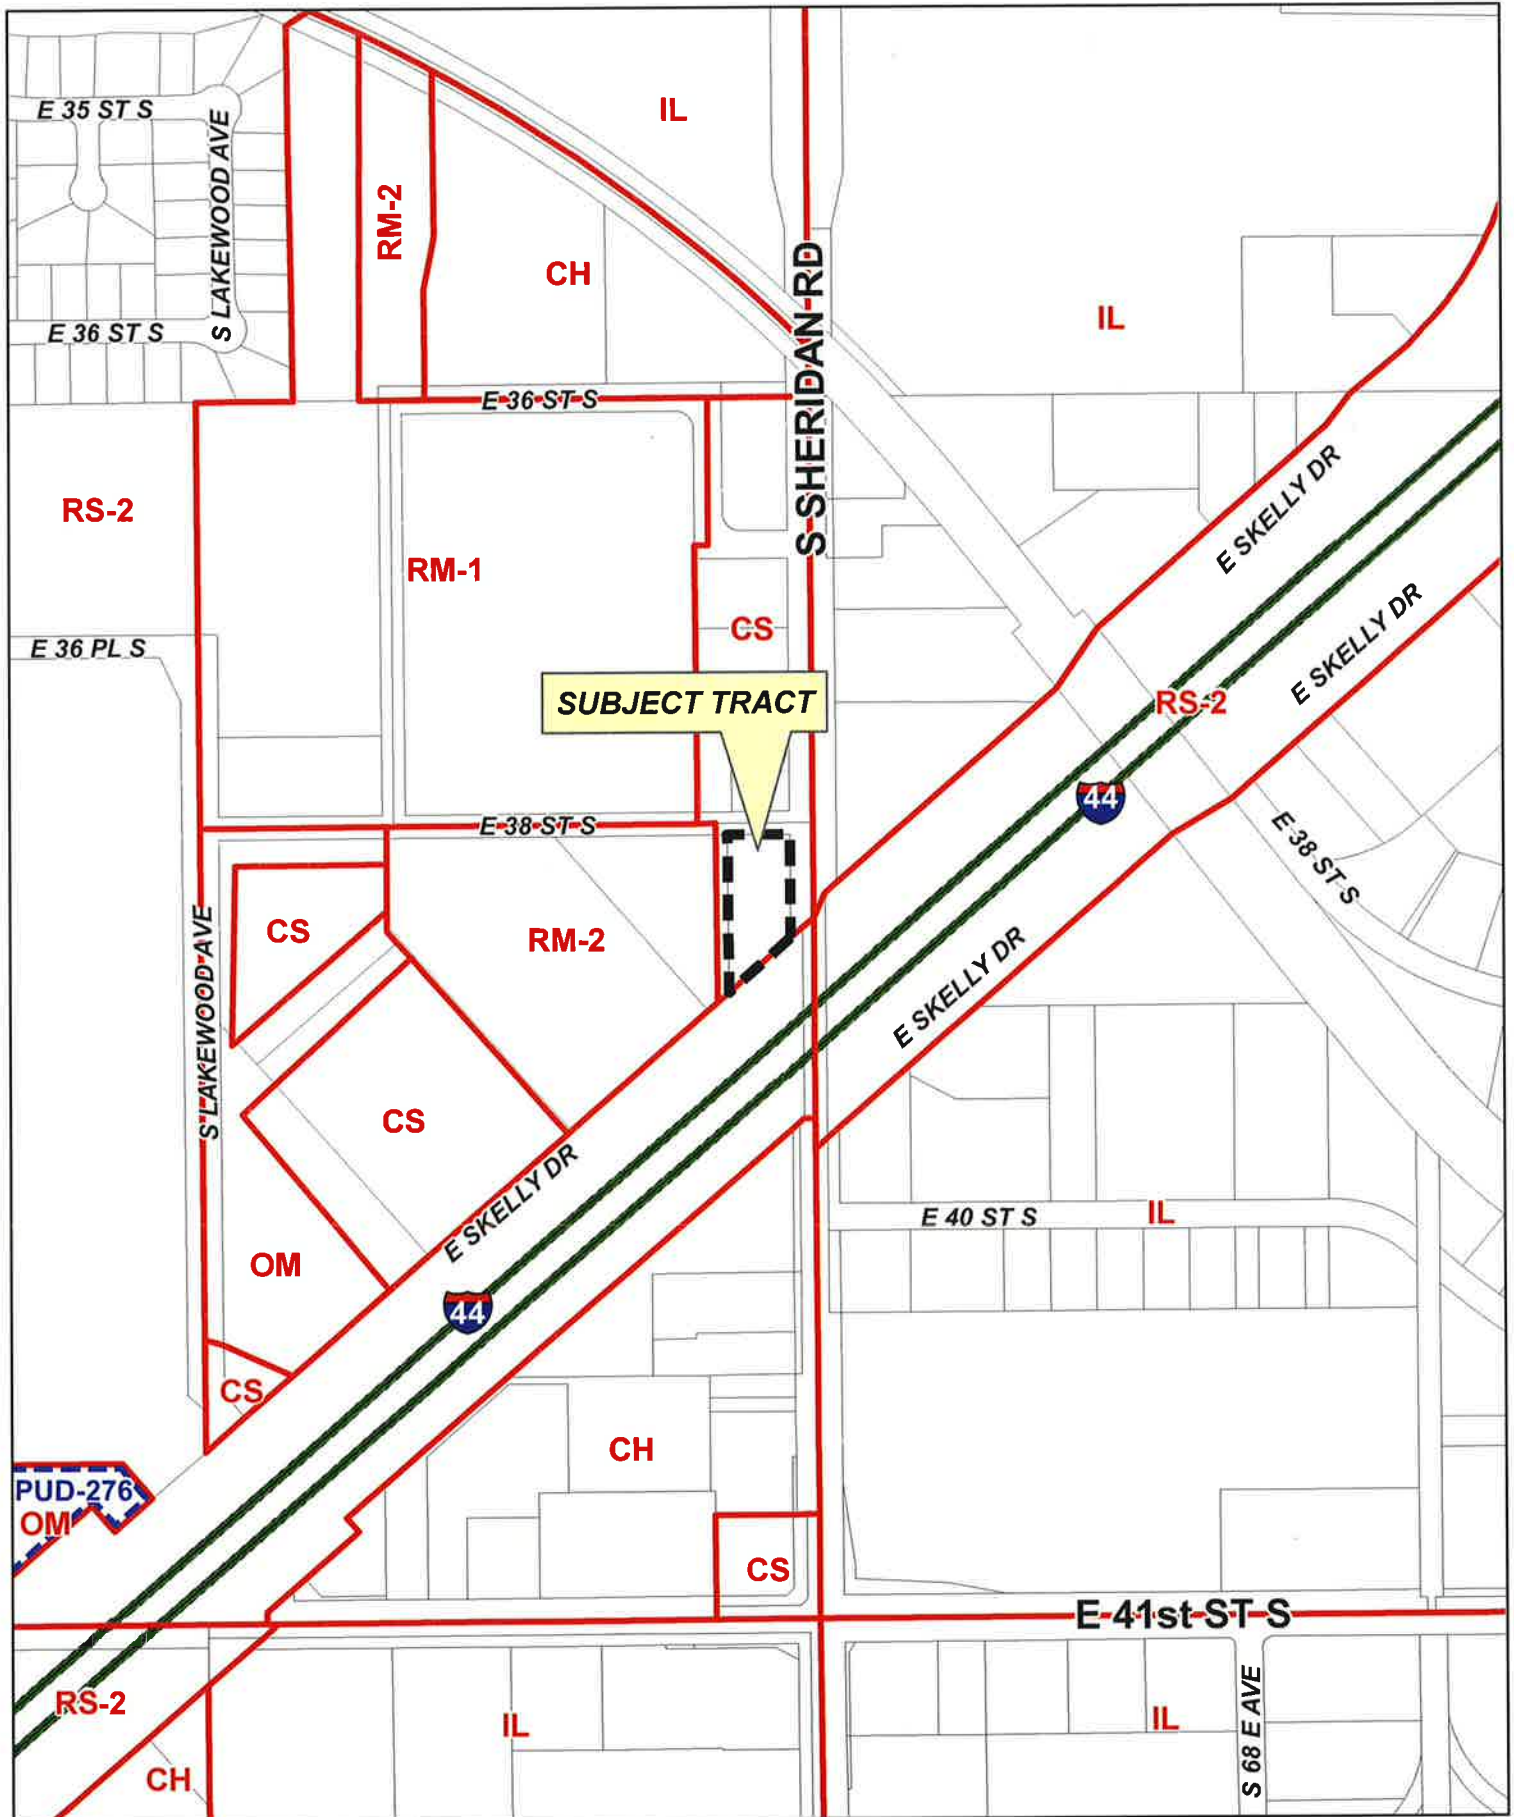 E 35 ST S
S LAKEWOOD AVE
IL
RM-2
CH
S SHERIDAN RD
IL
E 36 ST S
E 36 ST S
RS-2
RM-1
E SKELLY DR
CS
E 36 PL S
E SKELLY DR
SUBJECT TRACT
RS-2
44
E 38 ST S
E 38 ST S
CS
RM-2
S LAKEWOOD AVE
E SKELLY DR
CS
E SKELLY DR
E 40 ST S
IL
OM
44
CS
CH
PUD-276
OM
CS
E 41st ST S
RS-2
IL
IL
S 68 E AVE
CH